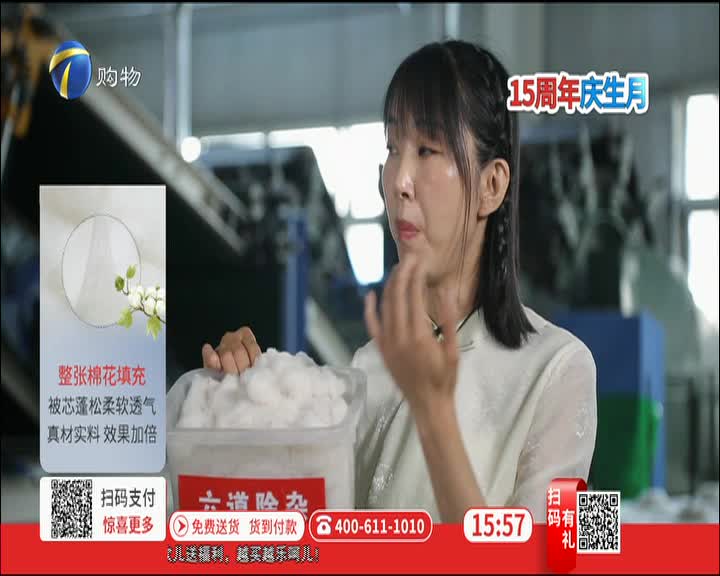 购物
15周年庆生月
整张棉花填充
被芯蓬松柔软透气
真材实料 效果加倍
六道除杂
扫码支付
惊喜更多
免费送货 货到付款
400-611-1010
15:57
扫码有礼
儿送福利，越买越乐呵儿！